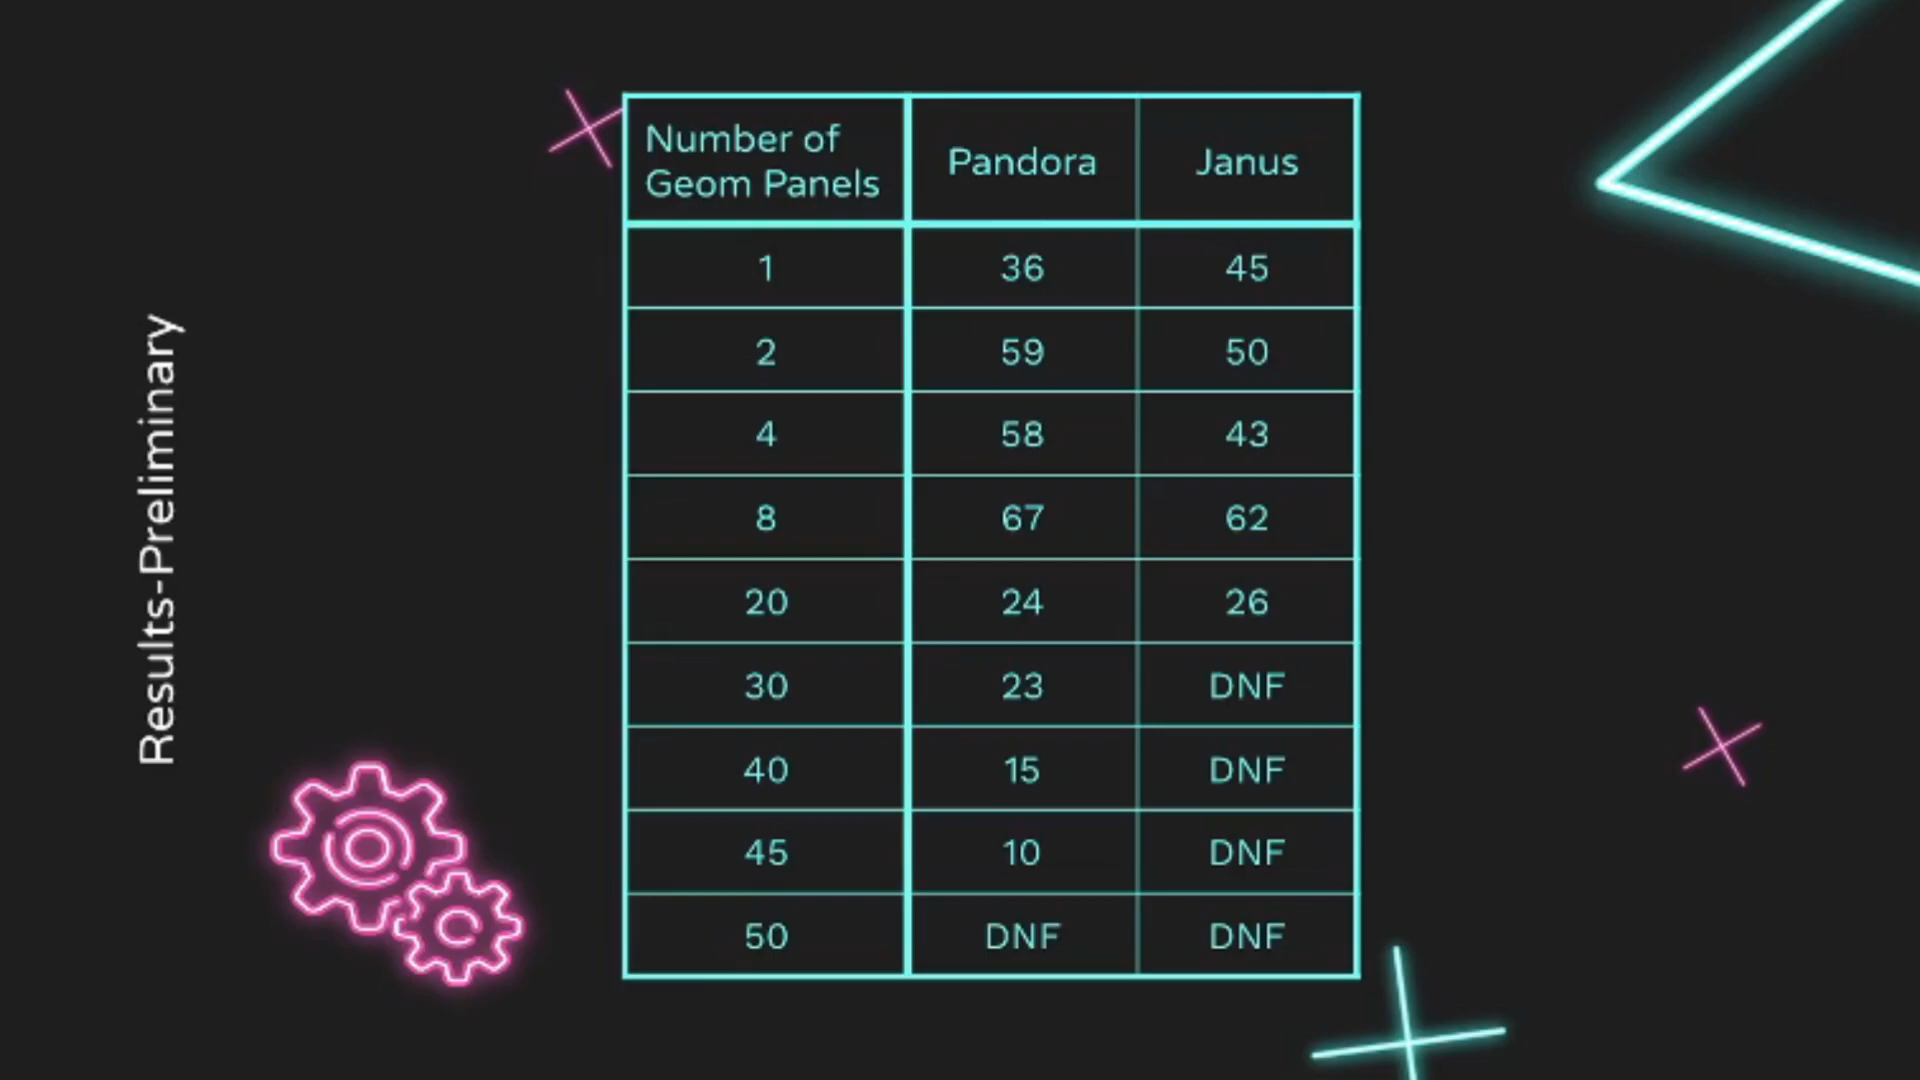 Results-Preliminary
Number of
Geom Panels
Pandora
Janus
1 36 45
2 59 50
4 58 43
8 67 62
20 24 26
30 23 DNF
40 15 DNF
45 10 DNF
50 DNF DNF